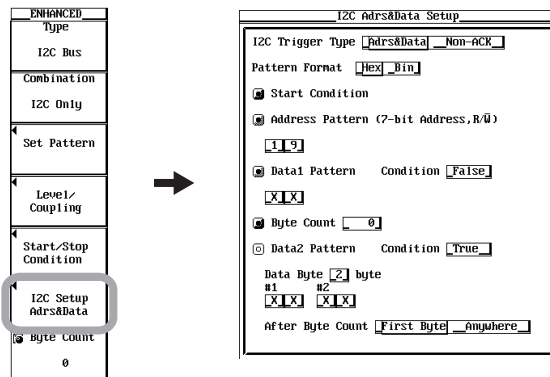 ENHANCED
Type
I2C Bus
Combination
I2C Only
Set Pattern
Level/
Coupling
Start/Stop
Condition
I2C Setup
Adrs&Data
Byte Count
0
I2C Adrs&Data Setup
I2C Trigger Type Adrs&Data Non-ACK
Pattern Format Hex Bin
Start Condition
Address Pattern (7-bit Address,R/W̅)
1 9
Data1 Pattern Condition False
X X
Byte Count 0
Data2 Pattern Condition True
Data Byte 2 byte
#1 #2
X X X X
After Byte Count First Byte Anywhere